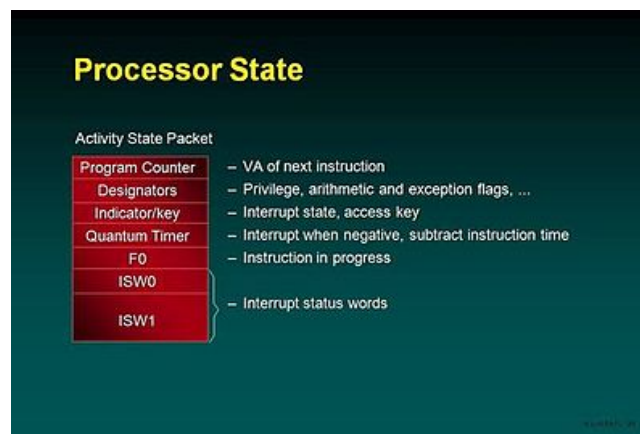 Processor State
Activity State Packet
Program Counter – VA of next instruction
Designators – Privilege, arithmetic and exception flags, ...
Indicator/key – Interrupt state, access key
Quantum Timer – Interrupt when negative, subtract instruction time
F0 – Instruction in progress
ISW0
– Interrupt status words
ISW1